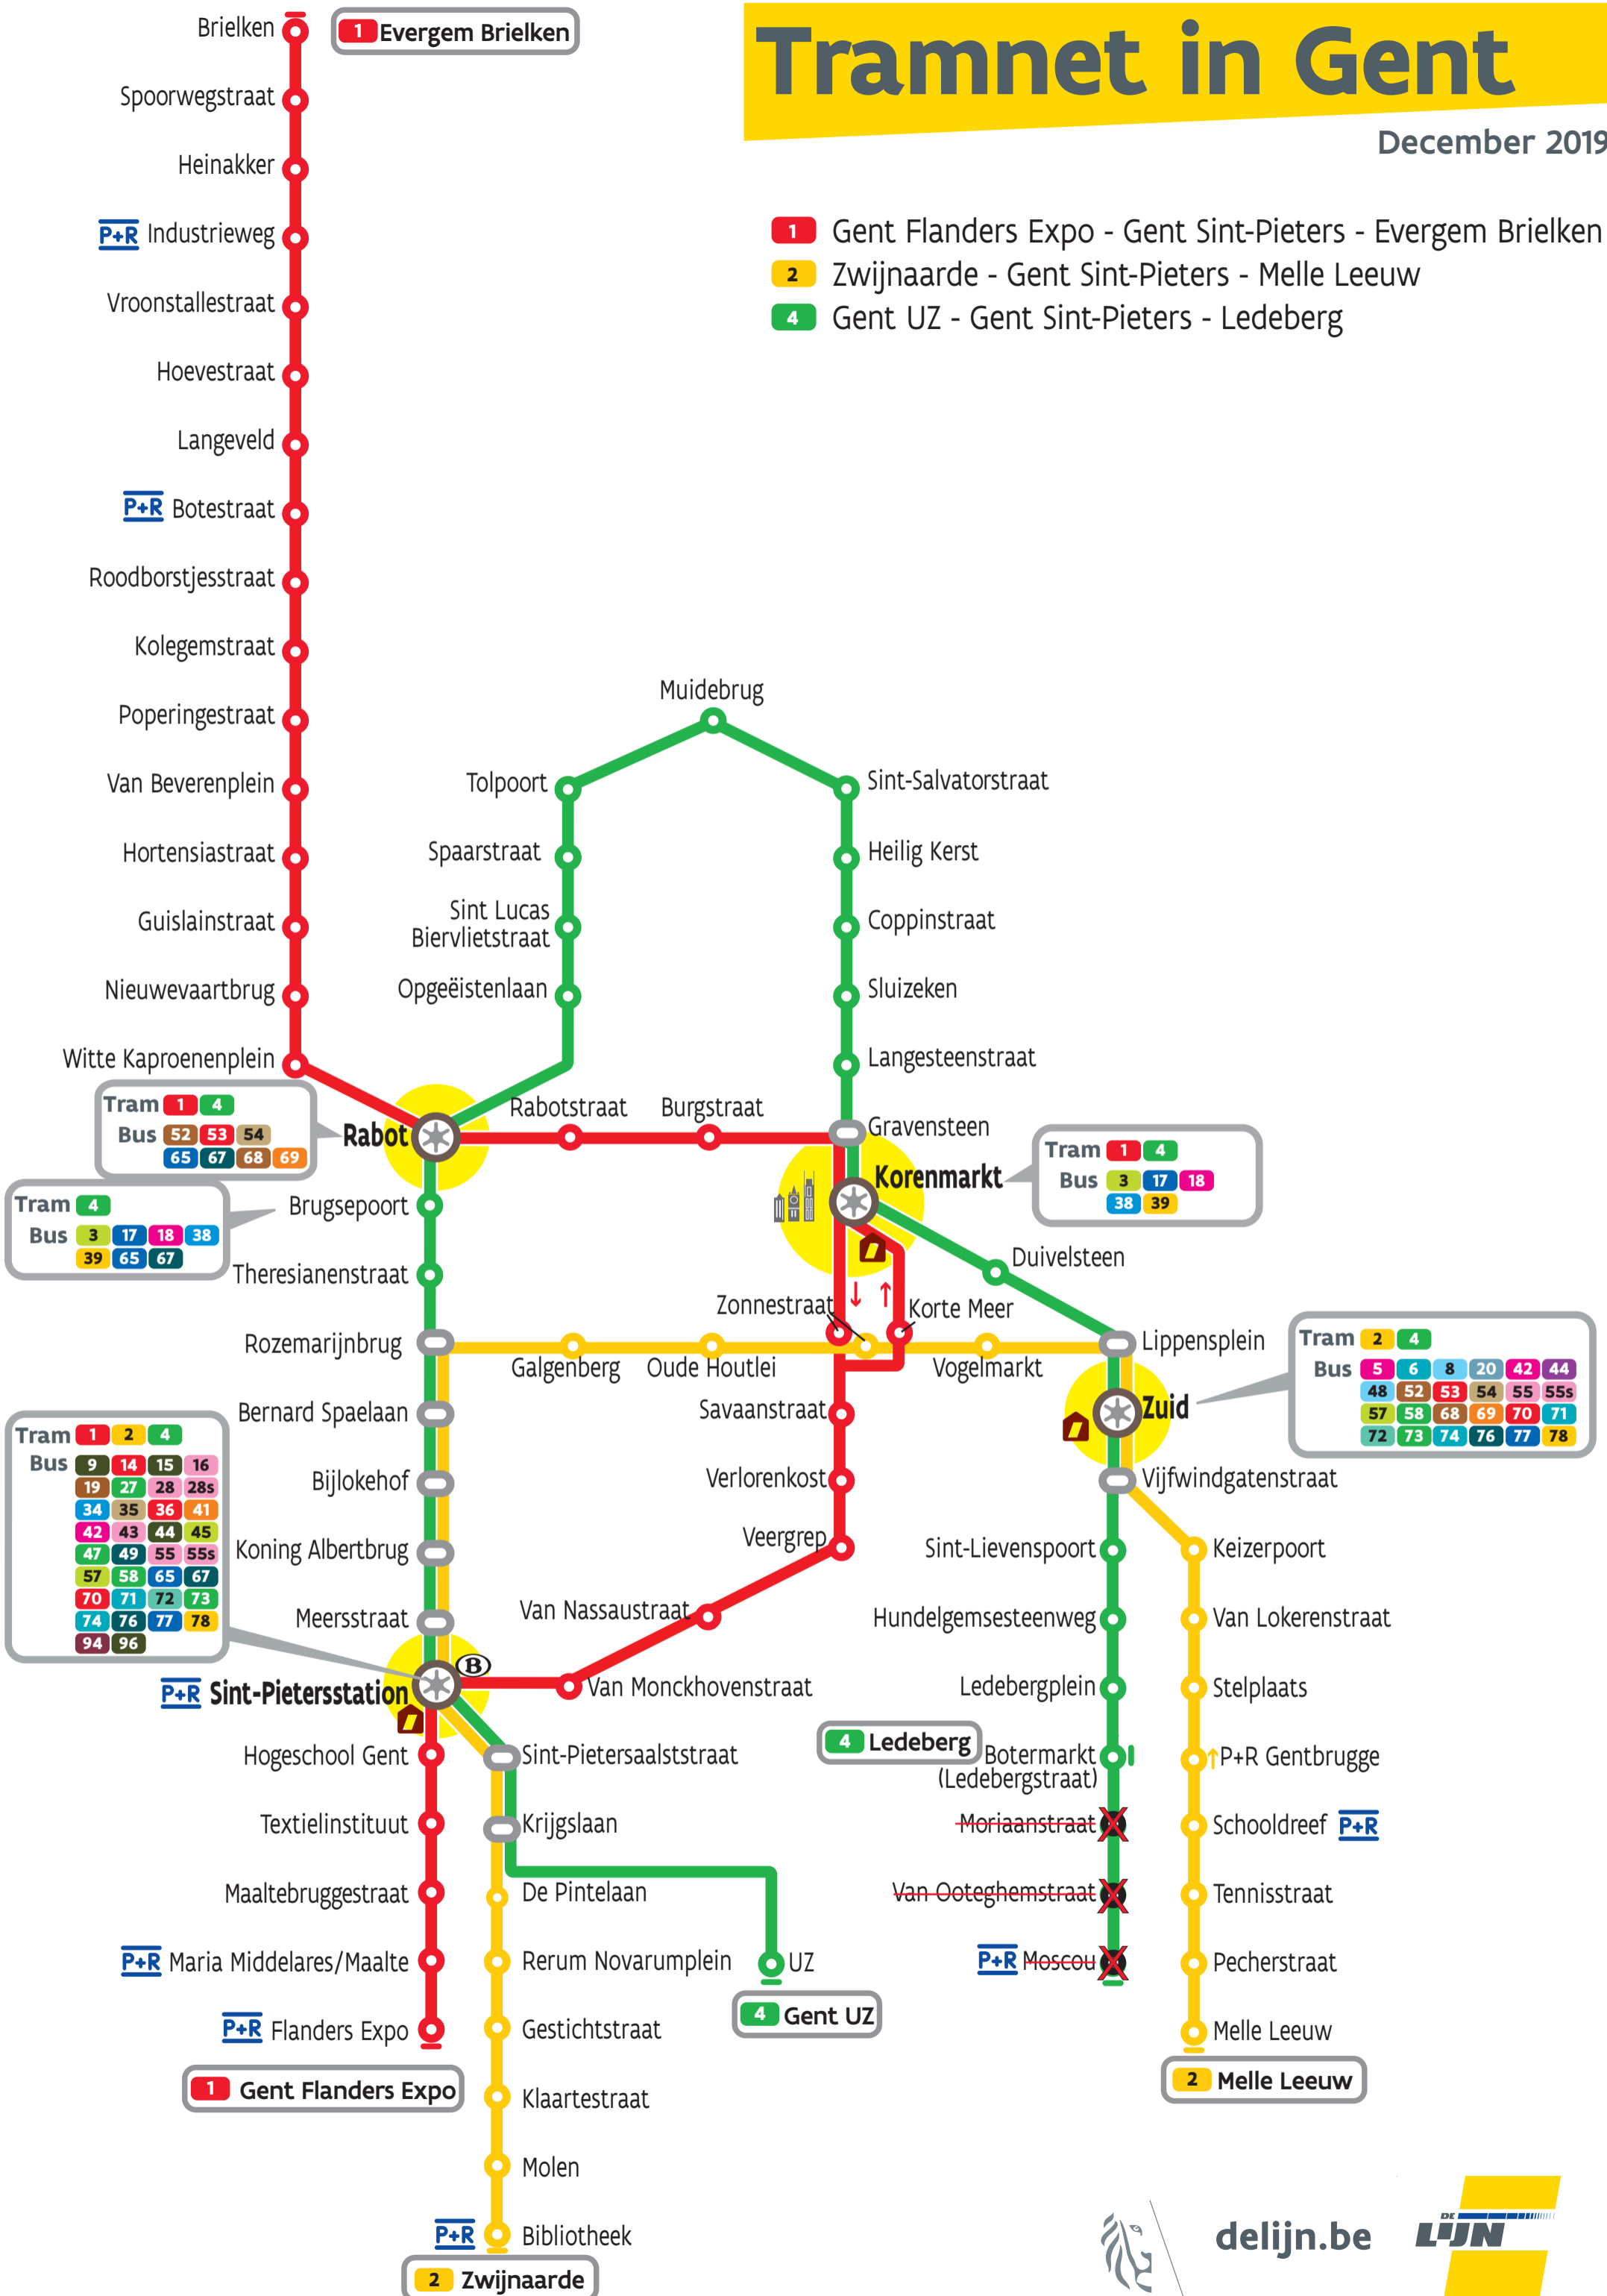 Tramnet in Gent
December 2019
1 Gent Flanders Expo - Gent Sint-Pieters - Evergem Brielken
2 Zwijnaarde - Gent Sint-Pieters - Melle Leeuw
4 Gent UZ - Gent Sint-Pieters - Ledeberg
1 Evergem Brielken
Brielken
Spoorwegstraat
Heinakker
P+R Industrieweg
Vroonstallestraat
Hoevestraat
Langeveld
P+R Botestraat
Roodborstjesstraat
Kolegemstraat
Poperingestraat
Van Beverenplein
Hortensiastraat
Guislainstraat
Nieuwevaartbrug
Witte Kaproenenplein
Muidebrug
Tolpoort
Spaarstraat
Sint Lucas
Biervlietstraat
Opgeëistenlaan
Sint-Salvatorstraat
Heilig Kerst
Coppinstraat
Sluizeken
Langesteenstraat
Gravensteen
Tram 1 4
Bus 52 53 54
65 67 68 69
Rabot
Rabotstraat
Burgstraat
Korenmarkt
Tram 1 4
Bus 3 17 18
38 39
Tram 4
Bus 3 17 18 38
39 65 67
Brugsepoort
Theresianenstraat
Rozemarijnbrug
Bernard Spaelaan
Bijlokehof
Koning Albertbrug
Meersstraat
Duivelsteen
Zonnestraat
↓ ↑
Korte Meer
Galgenberg
Oude Houtlei
Vogelmarkt
Lippensplein
Zuid
Tram 2 4
Bus 5 6 8 20 42 44
48 52 53 54 55 55s
57 58 68 69 70 71
72 73 74 76 77 78
Vijfwindgatenstraat
Savaanstraat
Verlorenkost
Veergrep
Van Nassaustraat
Van Monckhovenstraat
Tram 1 2 4
Bus 9 14 15 16
19 27 28 28s
34 35 36 41
42 43 44 45
47 49 55 55s
57 58 65 67
70 71 72 73
74 76 77 78
94 96
B
P+R Sint-Pietersstation
Hogeschool Gent
Textielinstituut
Maaltebruggestraat
P+R Maria Middelares/Maalte
P+R Flanders Expo
1 Gent Flanders Expo
Sint-Pietersaalststraat
Krijgslaan
De Pintelaan
Rerum Novarumplein
Gestichtstraat
Klaartestraat
Molen
P+R Bibliotheek
2 Zwijnaarde
UZ
4 Gent UZ
Sint-Lievenspoort
Hundelgemsesteenweg
Ledebergplein
4 Ledeberg
Botermarkt
(Ledebergstraat)
Moriaanstraat
Van Ooteghemstraat
P+R Moscou
Keizerpoort
Van Lokerenstraat
Stelplaats
↑P+R Gentbrugge
Schooldreef P+R
Tennisstraat
Pecherstraat
Melle Leeuw
2 Melle Leeuw
delijn.be
DE
LIJN